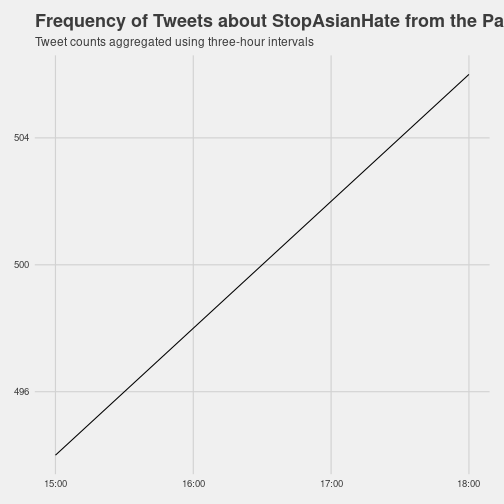 Frequency of Tweets about StopAsianHate from the Pa
Tweet counts aggregated using three-hour intervals
504
500
496
15:00 16:00 17:00 18:00